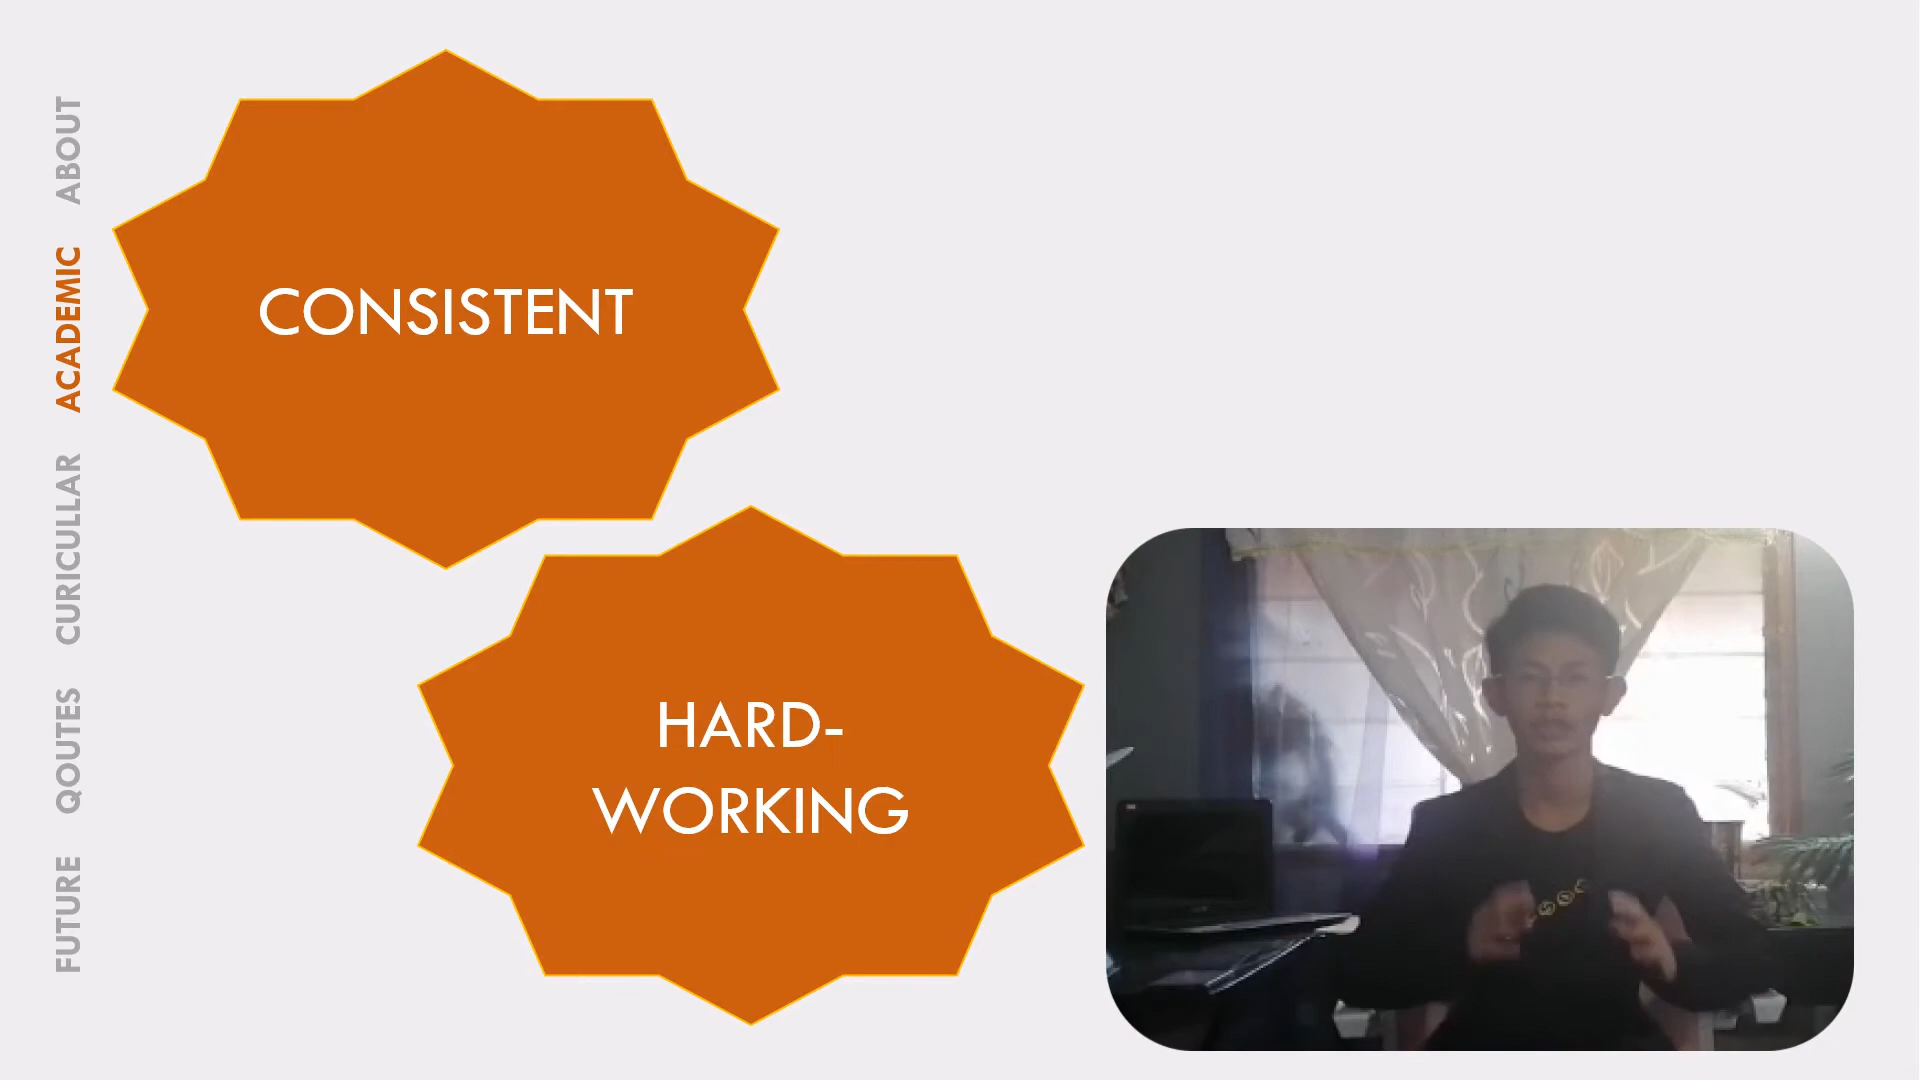 ABOUT
ACADEMIC
CURICULLAR
QOUTES
FUTURE
CONSISTENT
HARD-
WORKING